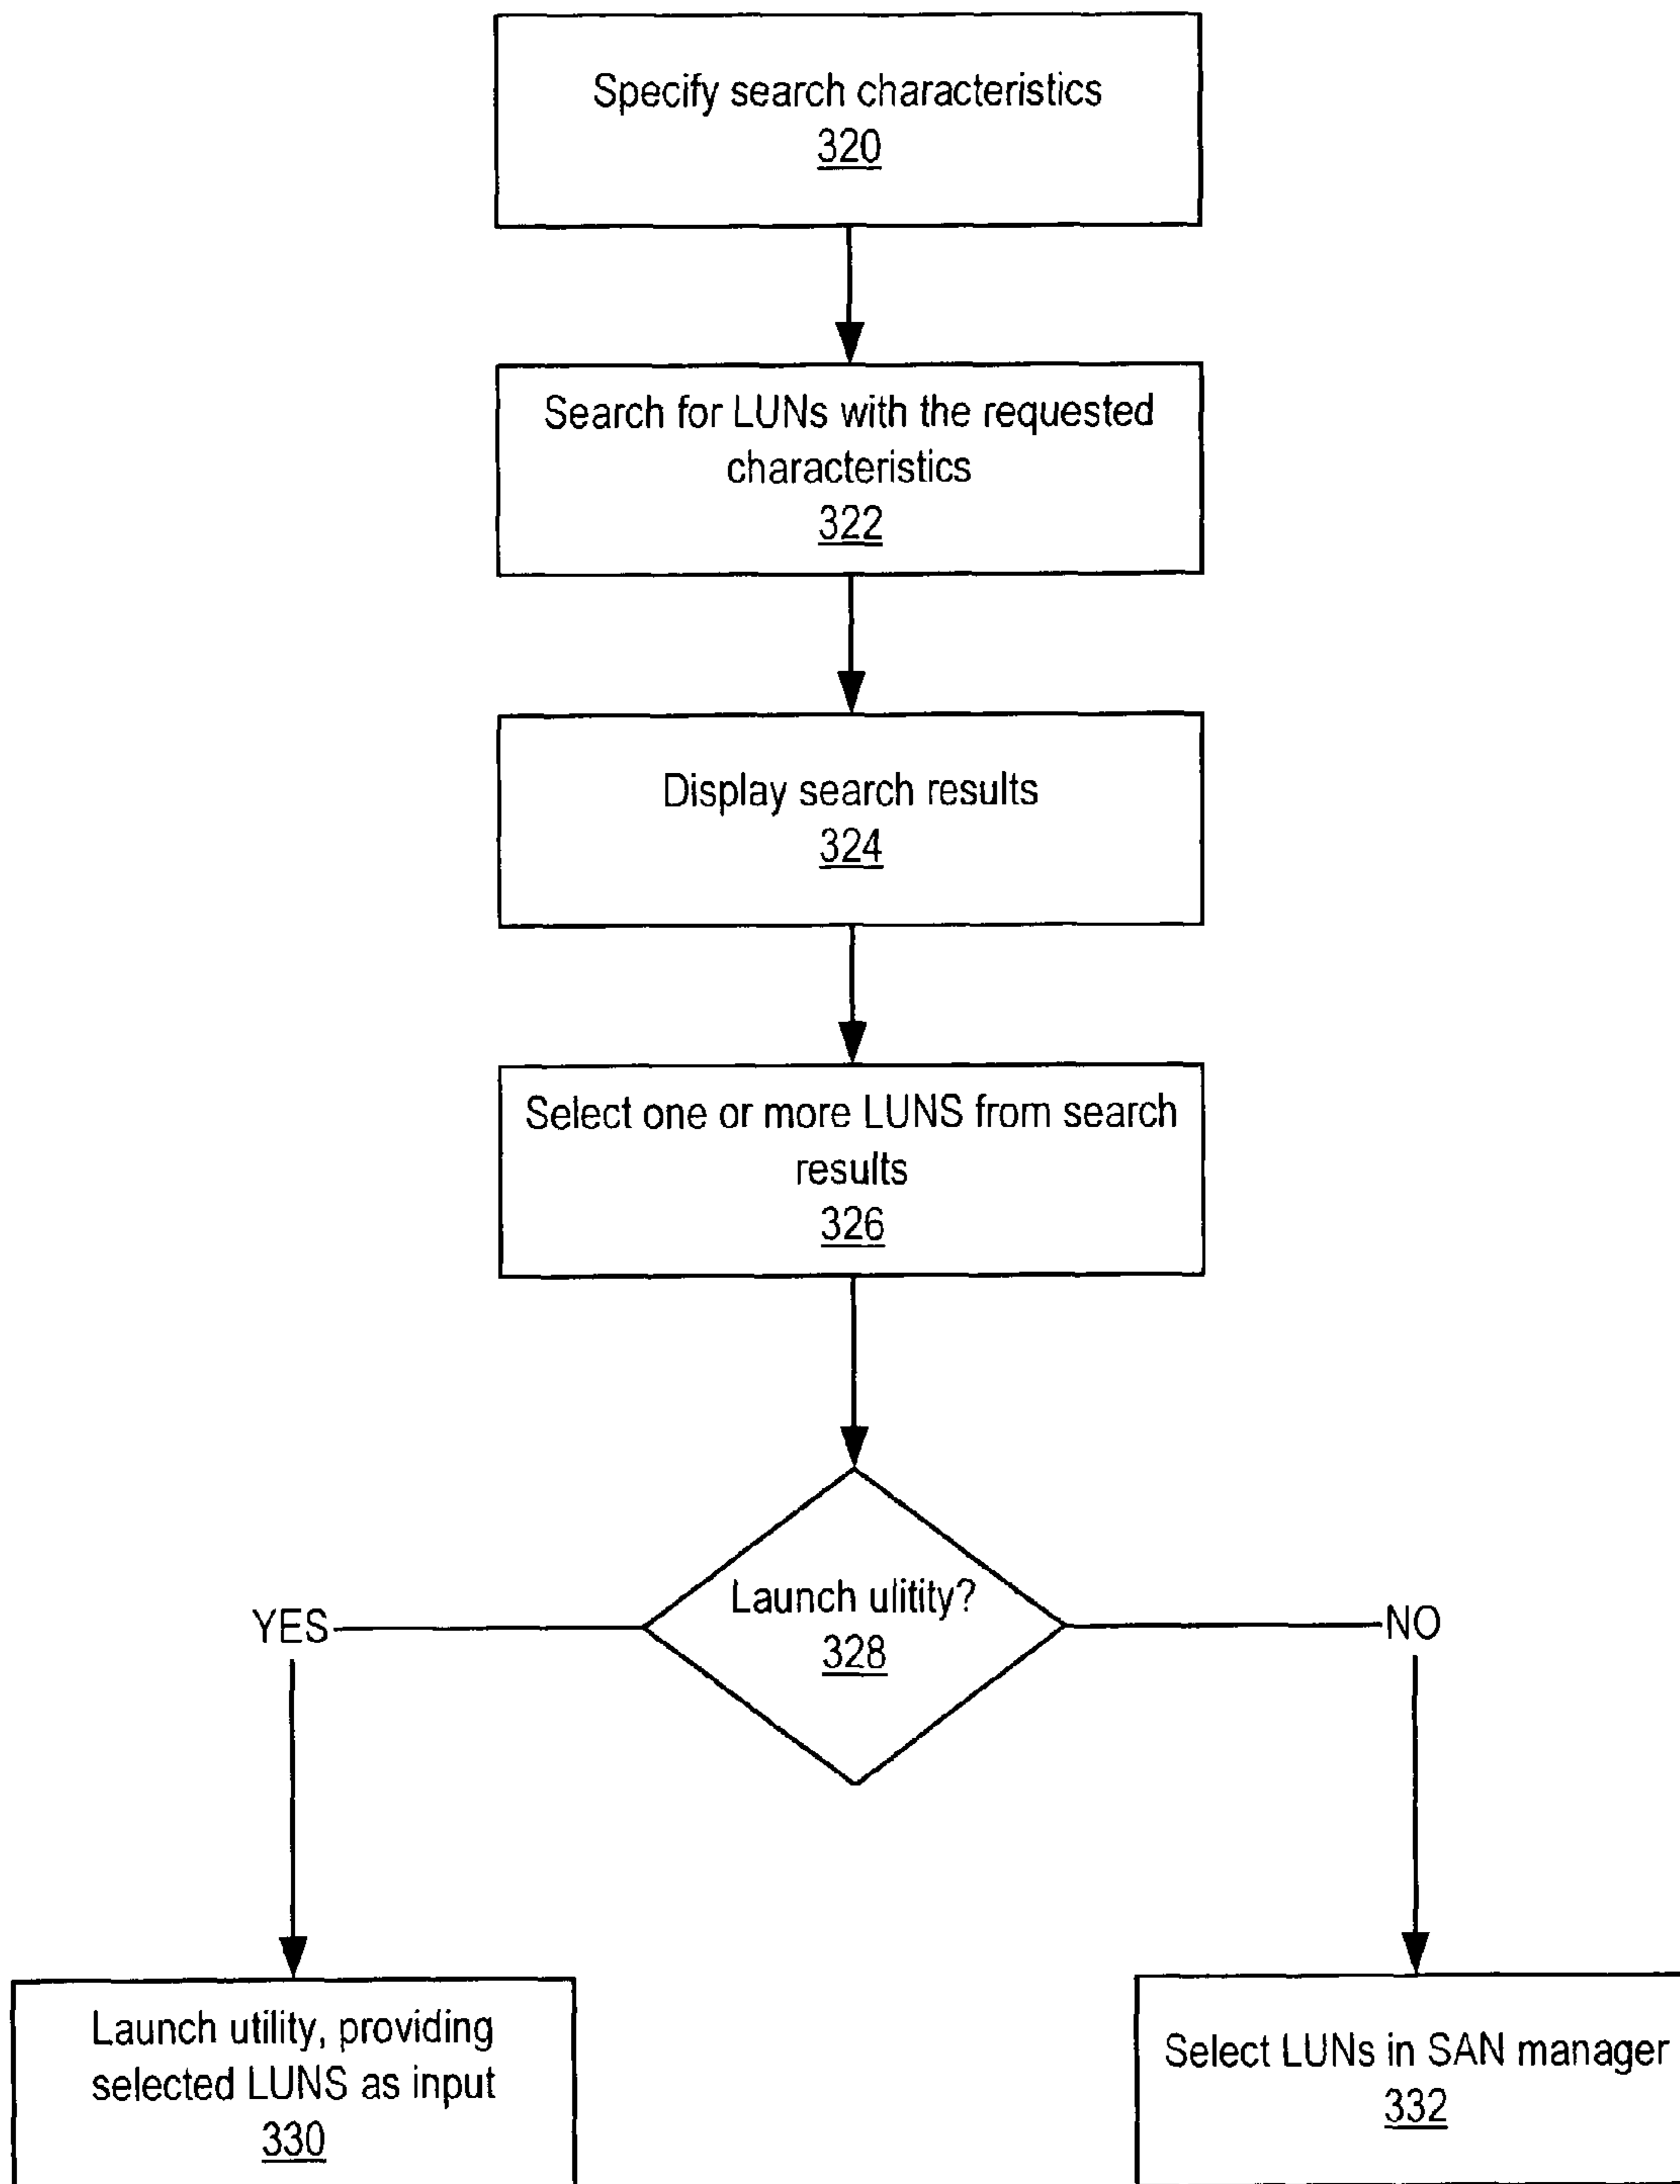 Specify search characteristics
320
Search for LUNs with the requested
characteristics
322
Display search results
324
Select one or more LUNS from search
results
326
Launch ulitity?
328
YES
NO
Launch utility, providing
selected LUNS as input
330
Select LUNs in SAN manager
332